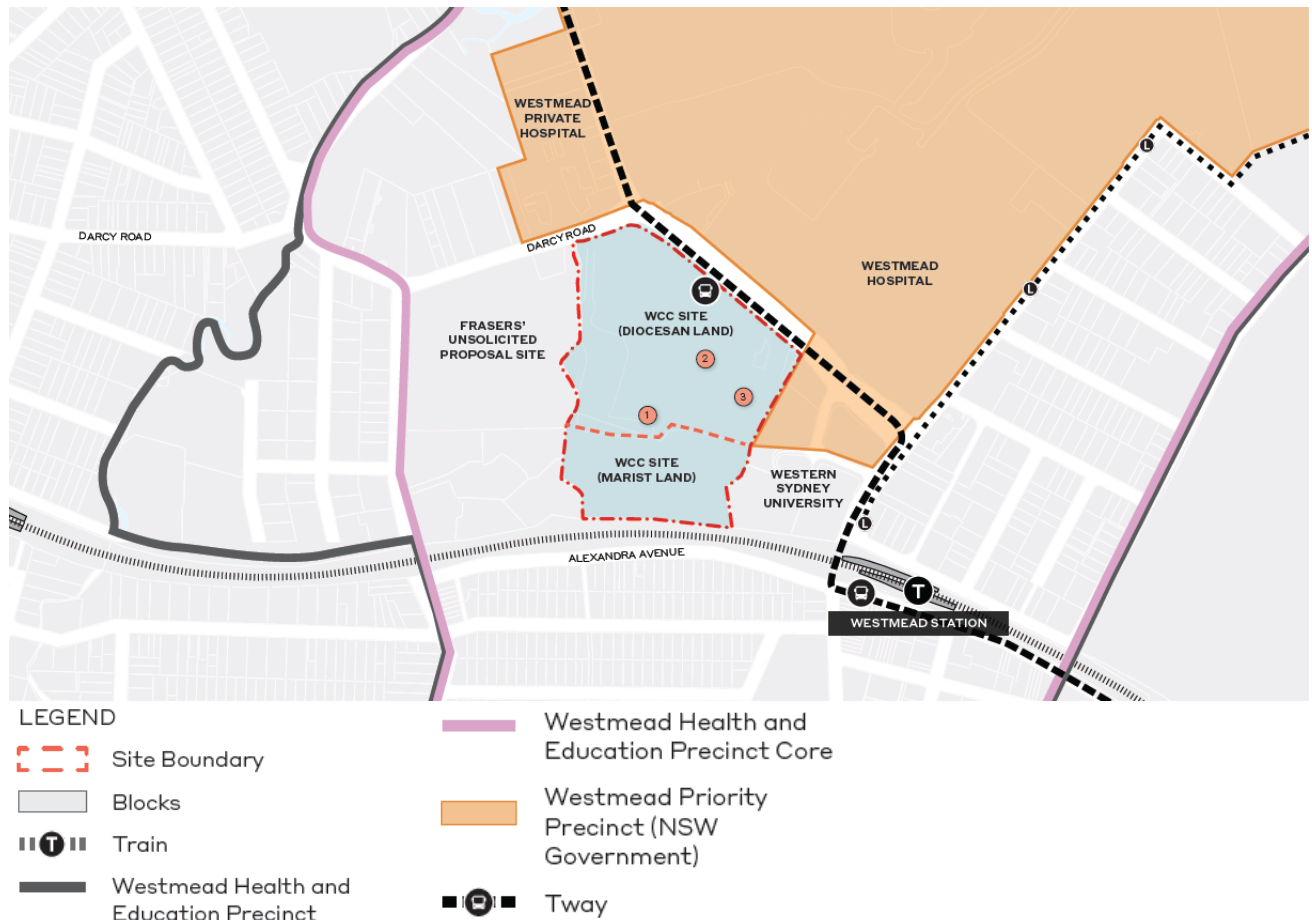 WESTMEAD
PRIVATE
HOSPITAL
L
DARCY ROAD
DARCY ROAD
WESTMEAD
HOSPITAL
L
WCC SITE
(DIOCESAN LAND)
FRASERS’
UNSOLICITED
PROPOSAL SITE
2
3
1
WCC SITE
(MARIST LAND)
WESTERN
SYDNEY
UNIVERSITY
L
ALEXANDRA AVENUE
T
WESTMEAD STATION
LEGEND
Site Boundary
Blocks
T Train
Westmead Health and
Education Precinct
Westmead Health and
Education Precinct Core
Westmead Priority
Precinct (NSW
Government)
Tway